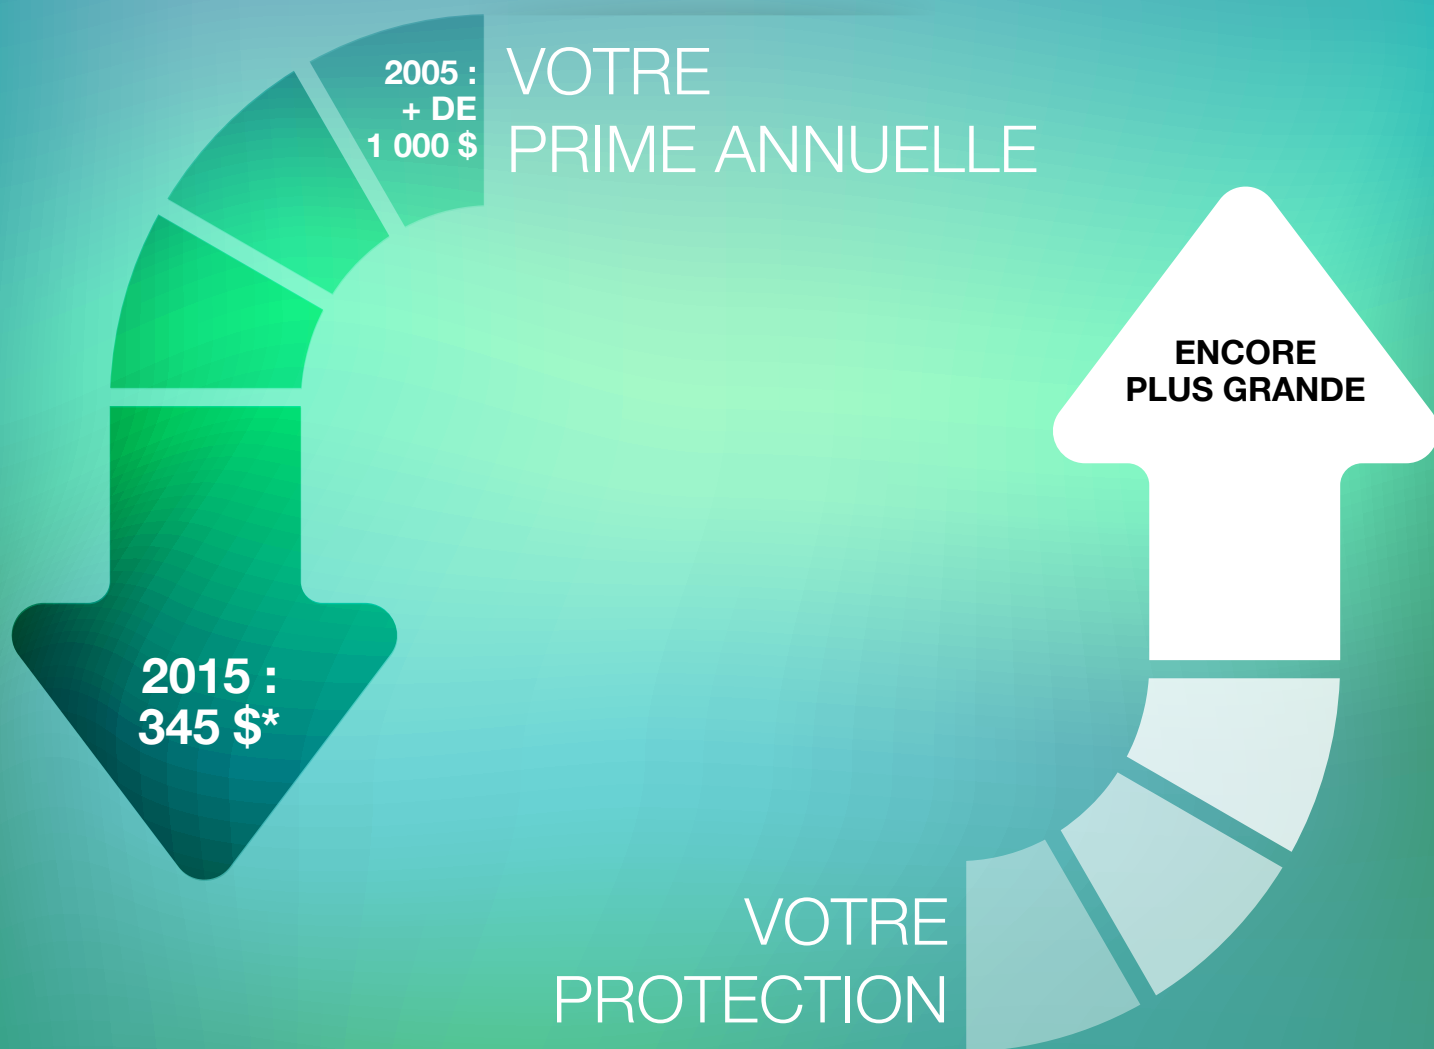 2005 :
+ DE
1 000 $
VOTRE
PRIME ANNUELLE
ENCORE
PLUS GRANDE
2015 :
345 $*
VOTRE
PROTECTION